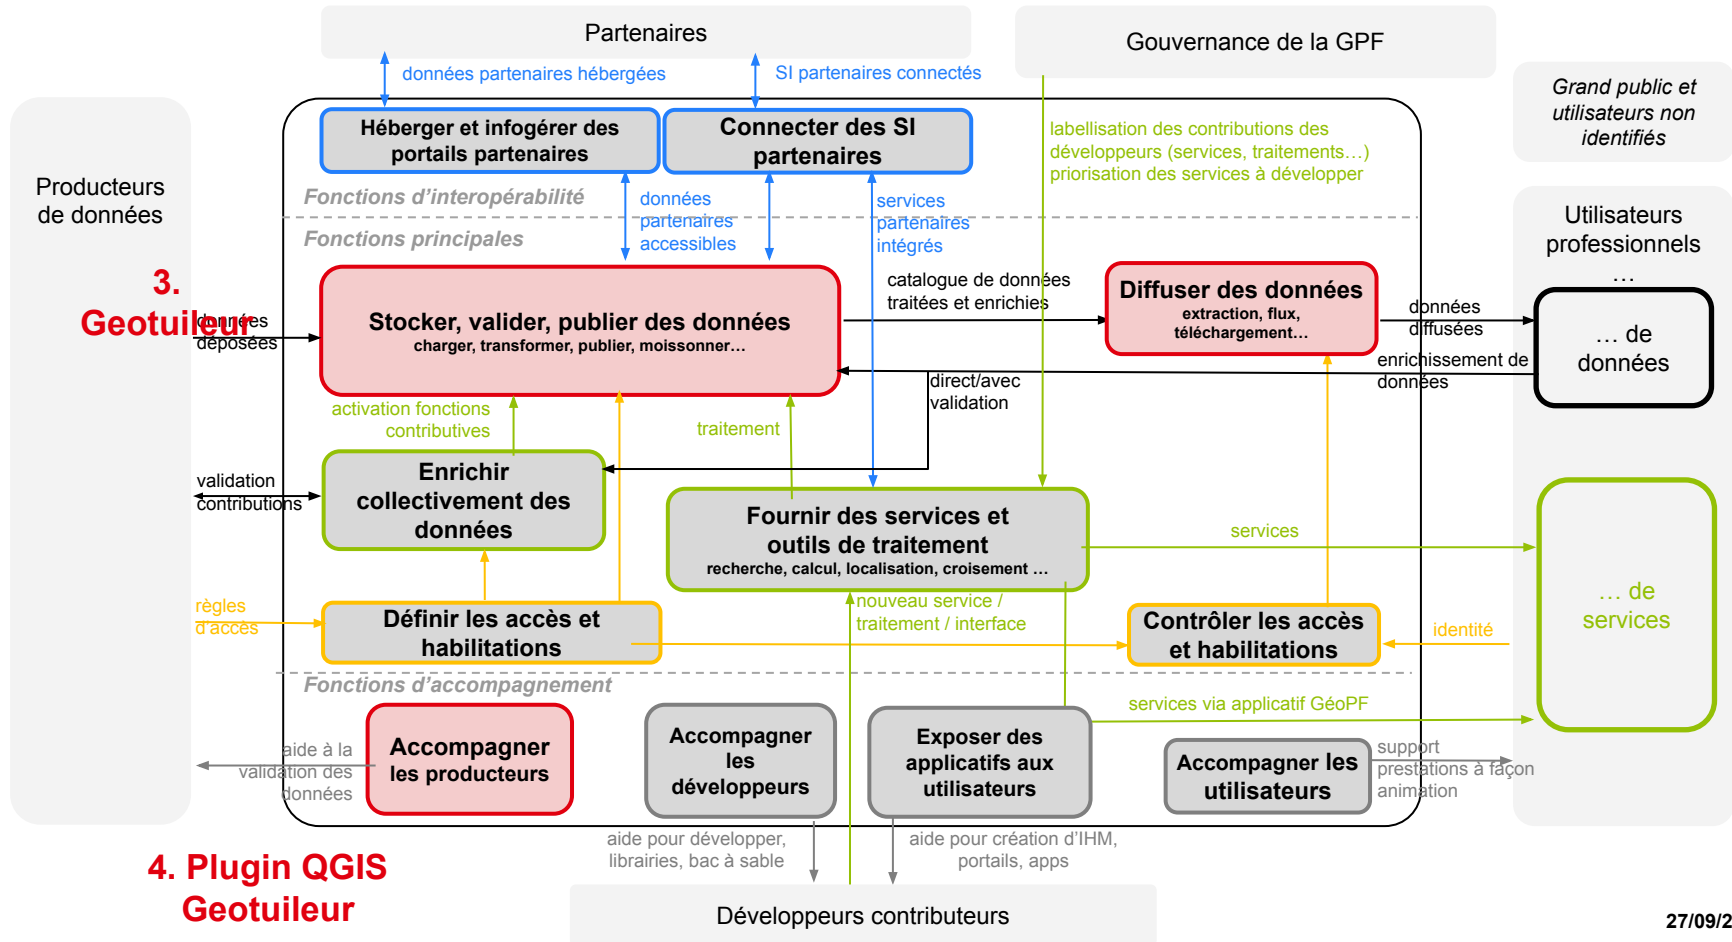 Partenaires
Gouvernance de la GPF
données partenaires hébergées
SI partenaires connectés
Grand public et
utilisateurs non
identifiés
Héberger et infogérer des
portails partenaires
Connecter des SI
partenaires
labellisation des contributions des
développeurs (services, traitements…)
priorisation des services à développer
Producteurs
de données
Fonctions d’interopérabilité
données
partenaires
accessibles
services
partenaires
intégrés
Utilisateurs
professionnels
…
Fonctions principales
3.
Geotuileur
données
déposées
Stocker, valider, publier des données
charger, transformer, publier, moissonner…
catalogue de données
traitées et enrichies
Diffuser des données
extraction, flux,
téléchargement…
données
diffusées
… de
données
enrichissement de
données
direct/avec
validation
activation fonctions
contributives
traitement
validation
contributions
Enrichir
collectivement des
données
Fournir des services et
outils de traitement
recherche, calcul, localisation, croisement …
services
… de
services
règles
d’accès
Définir les accès et
habilitations
nouveau service /
traitement / interface
Contrôler les accès
et habilitations
identité
Fonctions d’accompagnement
services via applicatif GéoPF
aide à la
validation des
données
Accompagner
les producteurs
Accompagner
les
développeurs
Exposer des
applicatifs aux
utilisateurs
Accompagner les
utilisateurs
support
prestations à façon
animation
aide pour développer,
librairies, bac à sable
aide pour création d’IHM,
portails, apps
4. Plugin QGIS
Geotuileur
Développeurs contributeurs
27/09/2